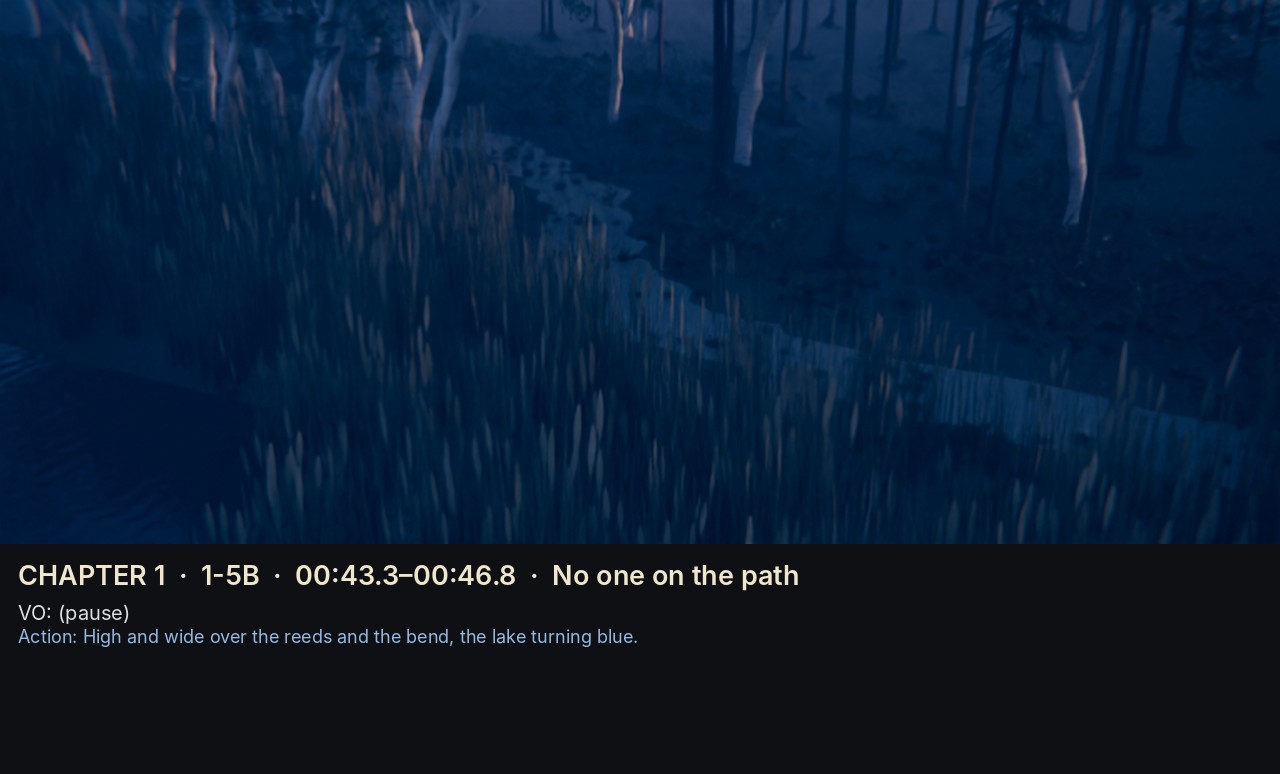 CHAPTER 1 · 1-5B · 00:43.3–00:46.8 · No one on the path
VO: (pause)
Action: High and wide over the reeds and the bend, the lake turning blue.